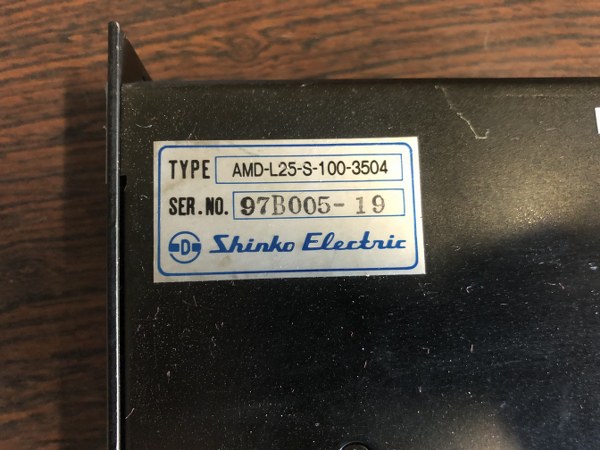 TYPE AMD-L25-S-100-3504
SER.NO. 97B005-19
D Shinko Electric